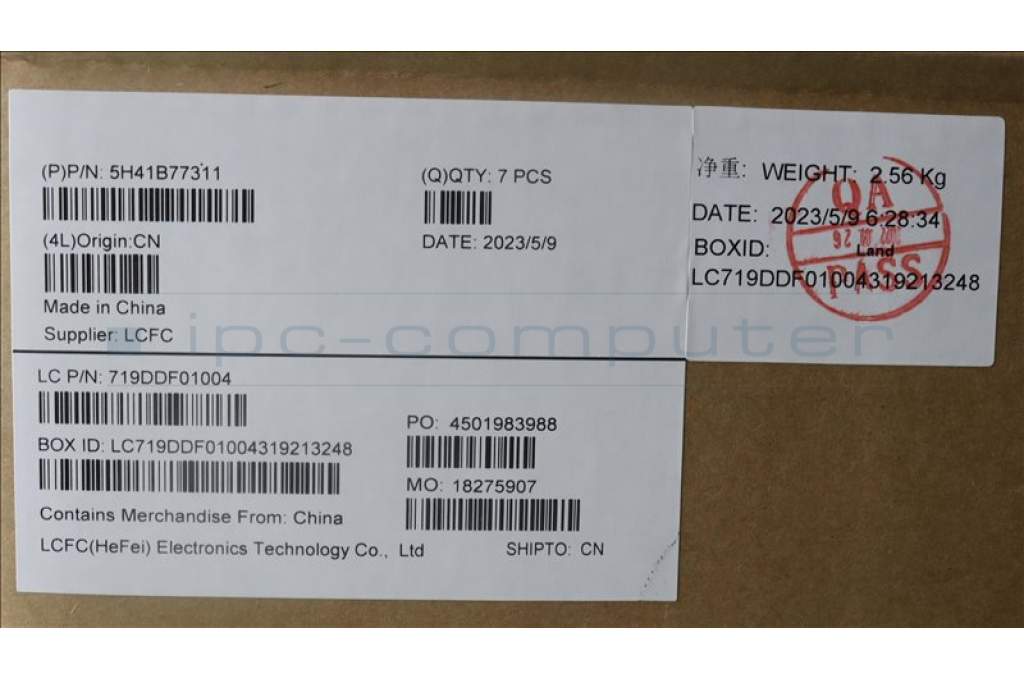 (P)P/N: 5H41B77311
(Q)QTY: 7 PCS
(4L)Origin:CN
DATE: 2023/5/9
Made in China
Supplier: LCFC
净重: WEIGHT: 2.56 Kg
DATE: 2023/5/9 6:28:34
BOXID: Land
LC719DDF01004319213248
QA
PASS
ipc-computer
LC P/N: 719DDF01004
PO: 4501983988
BOX ID: LC719DDF01004319213248
MO: 18275907
Contains Merchandise From: China
LCFC(HeFei) Electronics Technology Co., Ltd
SHIPTO: CN